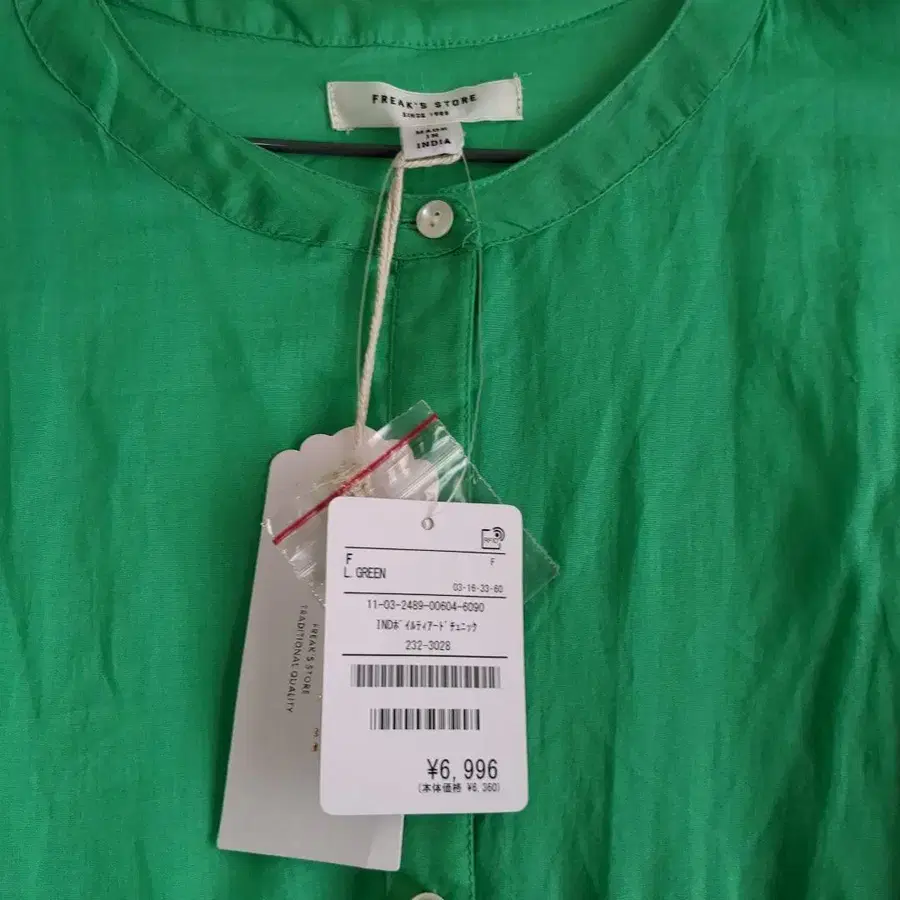 FREAK'S STORE
SINCE 1986
MADE
IN
INDIA
RFID
F
F
L.GREEN
03-16-33-60
11-03-2489-00604-6090
INDﾎﾞｲﾙﾃｨｱｰﾄﾞﾁｭﾆｯｸ
232-3028
¥6,996
(本体価格 ¥6,360)
FREAK'S STORE
TRADITIONAL QUALITY